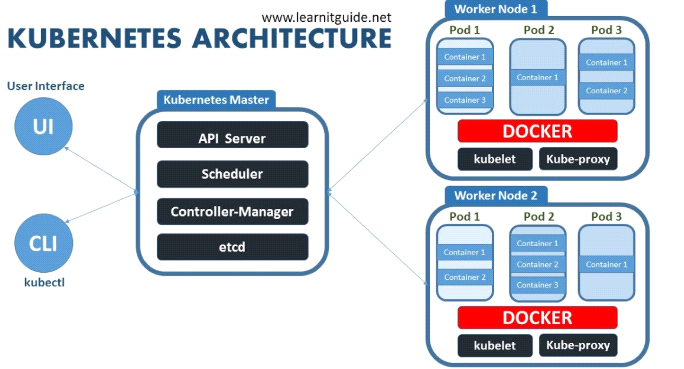 www.learnitguide.net
KUBERNETES ARCHITECTURE
User Interface
UI
CLI
kubectl
Kubernetes Master
API Server
Scheduler
Controller-Manager
etcd
Worker Node 1
Pod 1 Pod 2 Pod 3
Container 1
Container 2
Container 3
Container 1
Container 1
Container 2
DOCKER
kubelet Kube-proxy
Worker Node 2
Pod 1 Pod 2 Pod 3
Container 1
Container 2
Container 1
Container 2
Container 3
Container 1
DOCKER
kubelet Kube-proxy